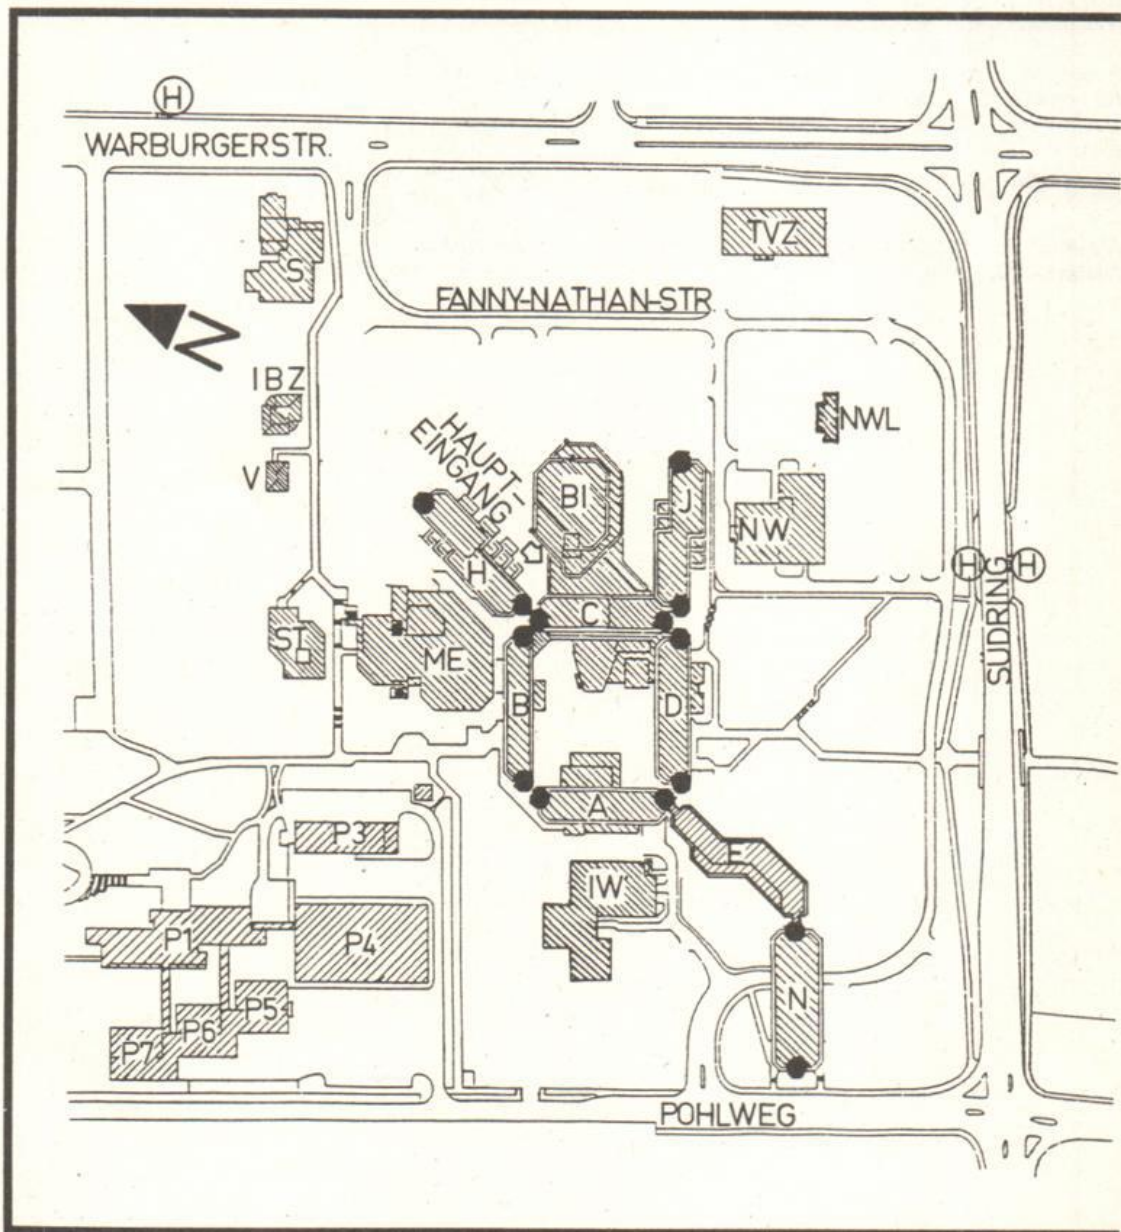 H
WARBURGERSTR.
TVZ
S
FANNY-NATHAN-STR
N
IBZ
NWL
HAUPT-
EINGANG
V
BI
J
NW
H
H
H
C
ST
ME
SÜDRING
B
D
A
P3
E
IW
P1
P4
N
P5
P6
P7
POHLWEG